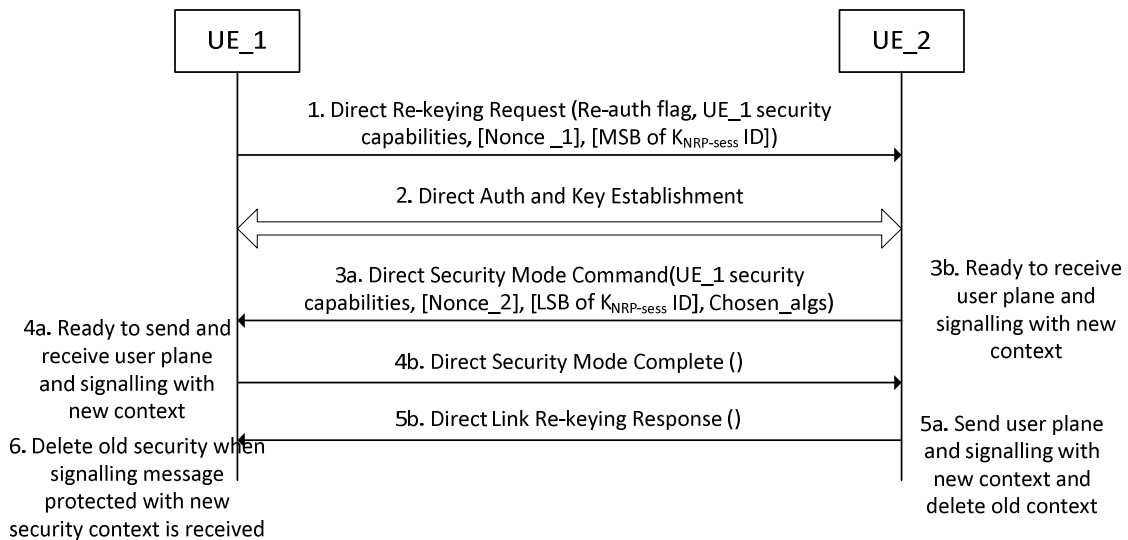 UE_1
UE_2
1. Direct Re-keying Request (Re-auth flag, UE_1 security
capabilities, [Nonce _1], [MSB of KNRP-sess ID])
2. Direct Auth and Key Establishment
3a. Direct Security Mode Command(UE_1 security
capabilities, [Nonce_2], [LSB of KNRP-sess ID], Chosen_algs)
3b. Ready to receive
user plane and
signalling with new
context
4a. Ready to send and
receive user plane
and signalling with
new context
4b. Direct Security Mode Complete ()
5b. Direct Link Re-keying Response ()
5a. Send user plane
and signalling with
new context and
delete old context
6. Delete old security when
signalling message
protected with new
security context is received